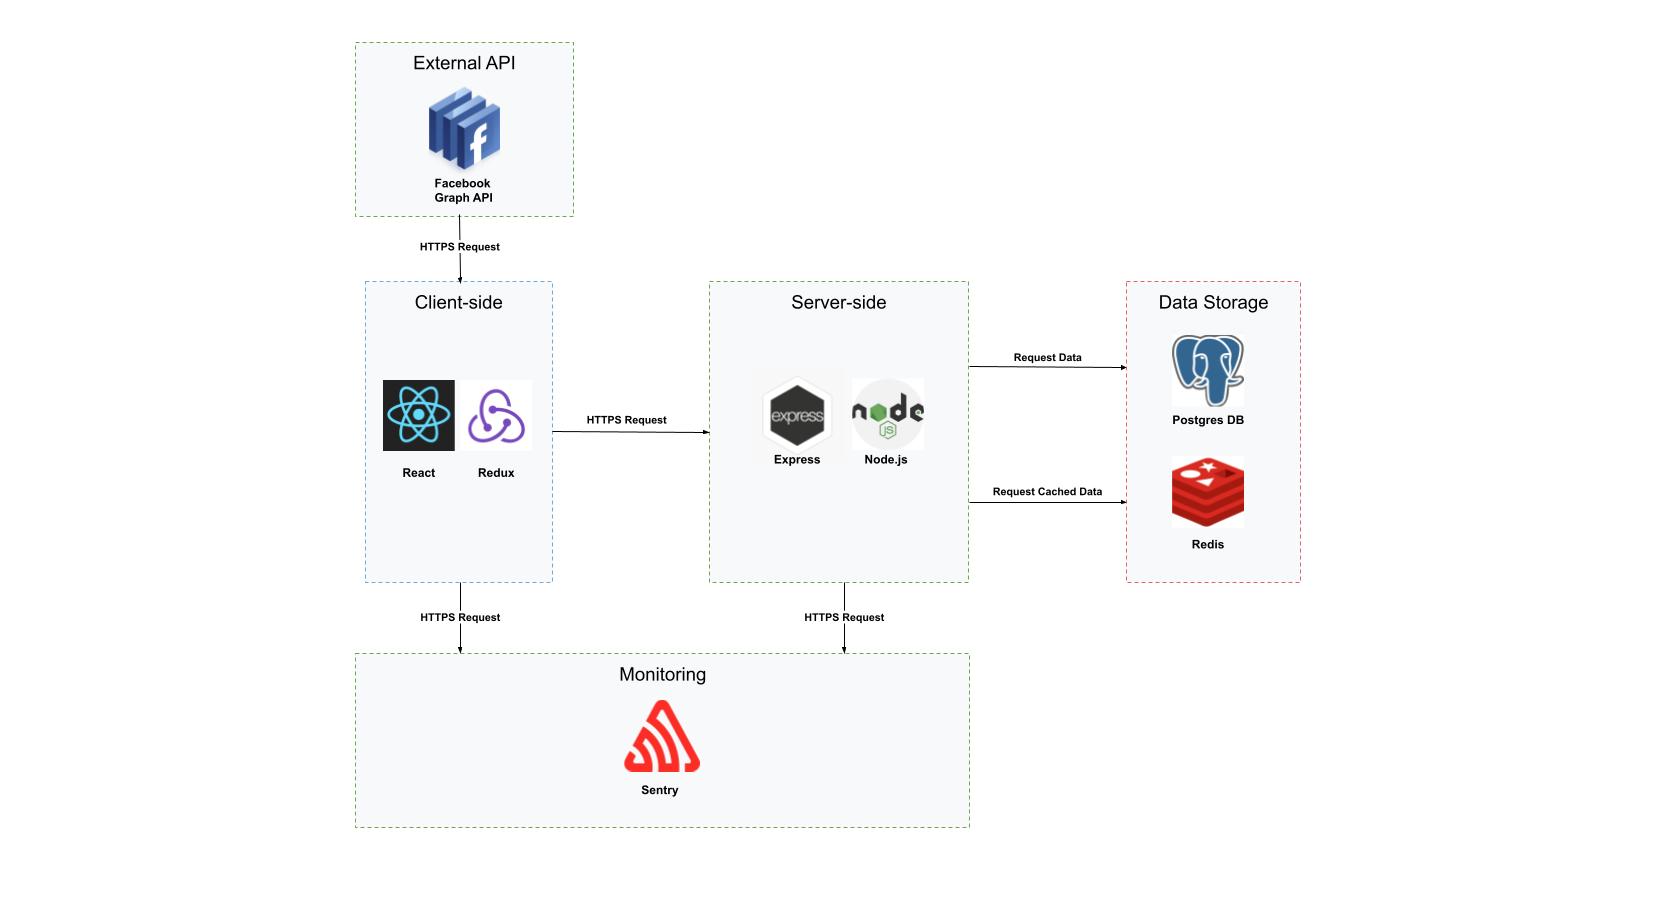 External API
f
Facebook
Graph API
HTTPS Request
Client-side
Server-side
Data Storage
Request Data
express
node
JS
HTTPS Request
Postgres DB
Express
Node.js
React
Redux
Request Cached Data
Redis
HTTPS Request
HTTPS Request
Monitoring
Sentry